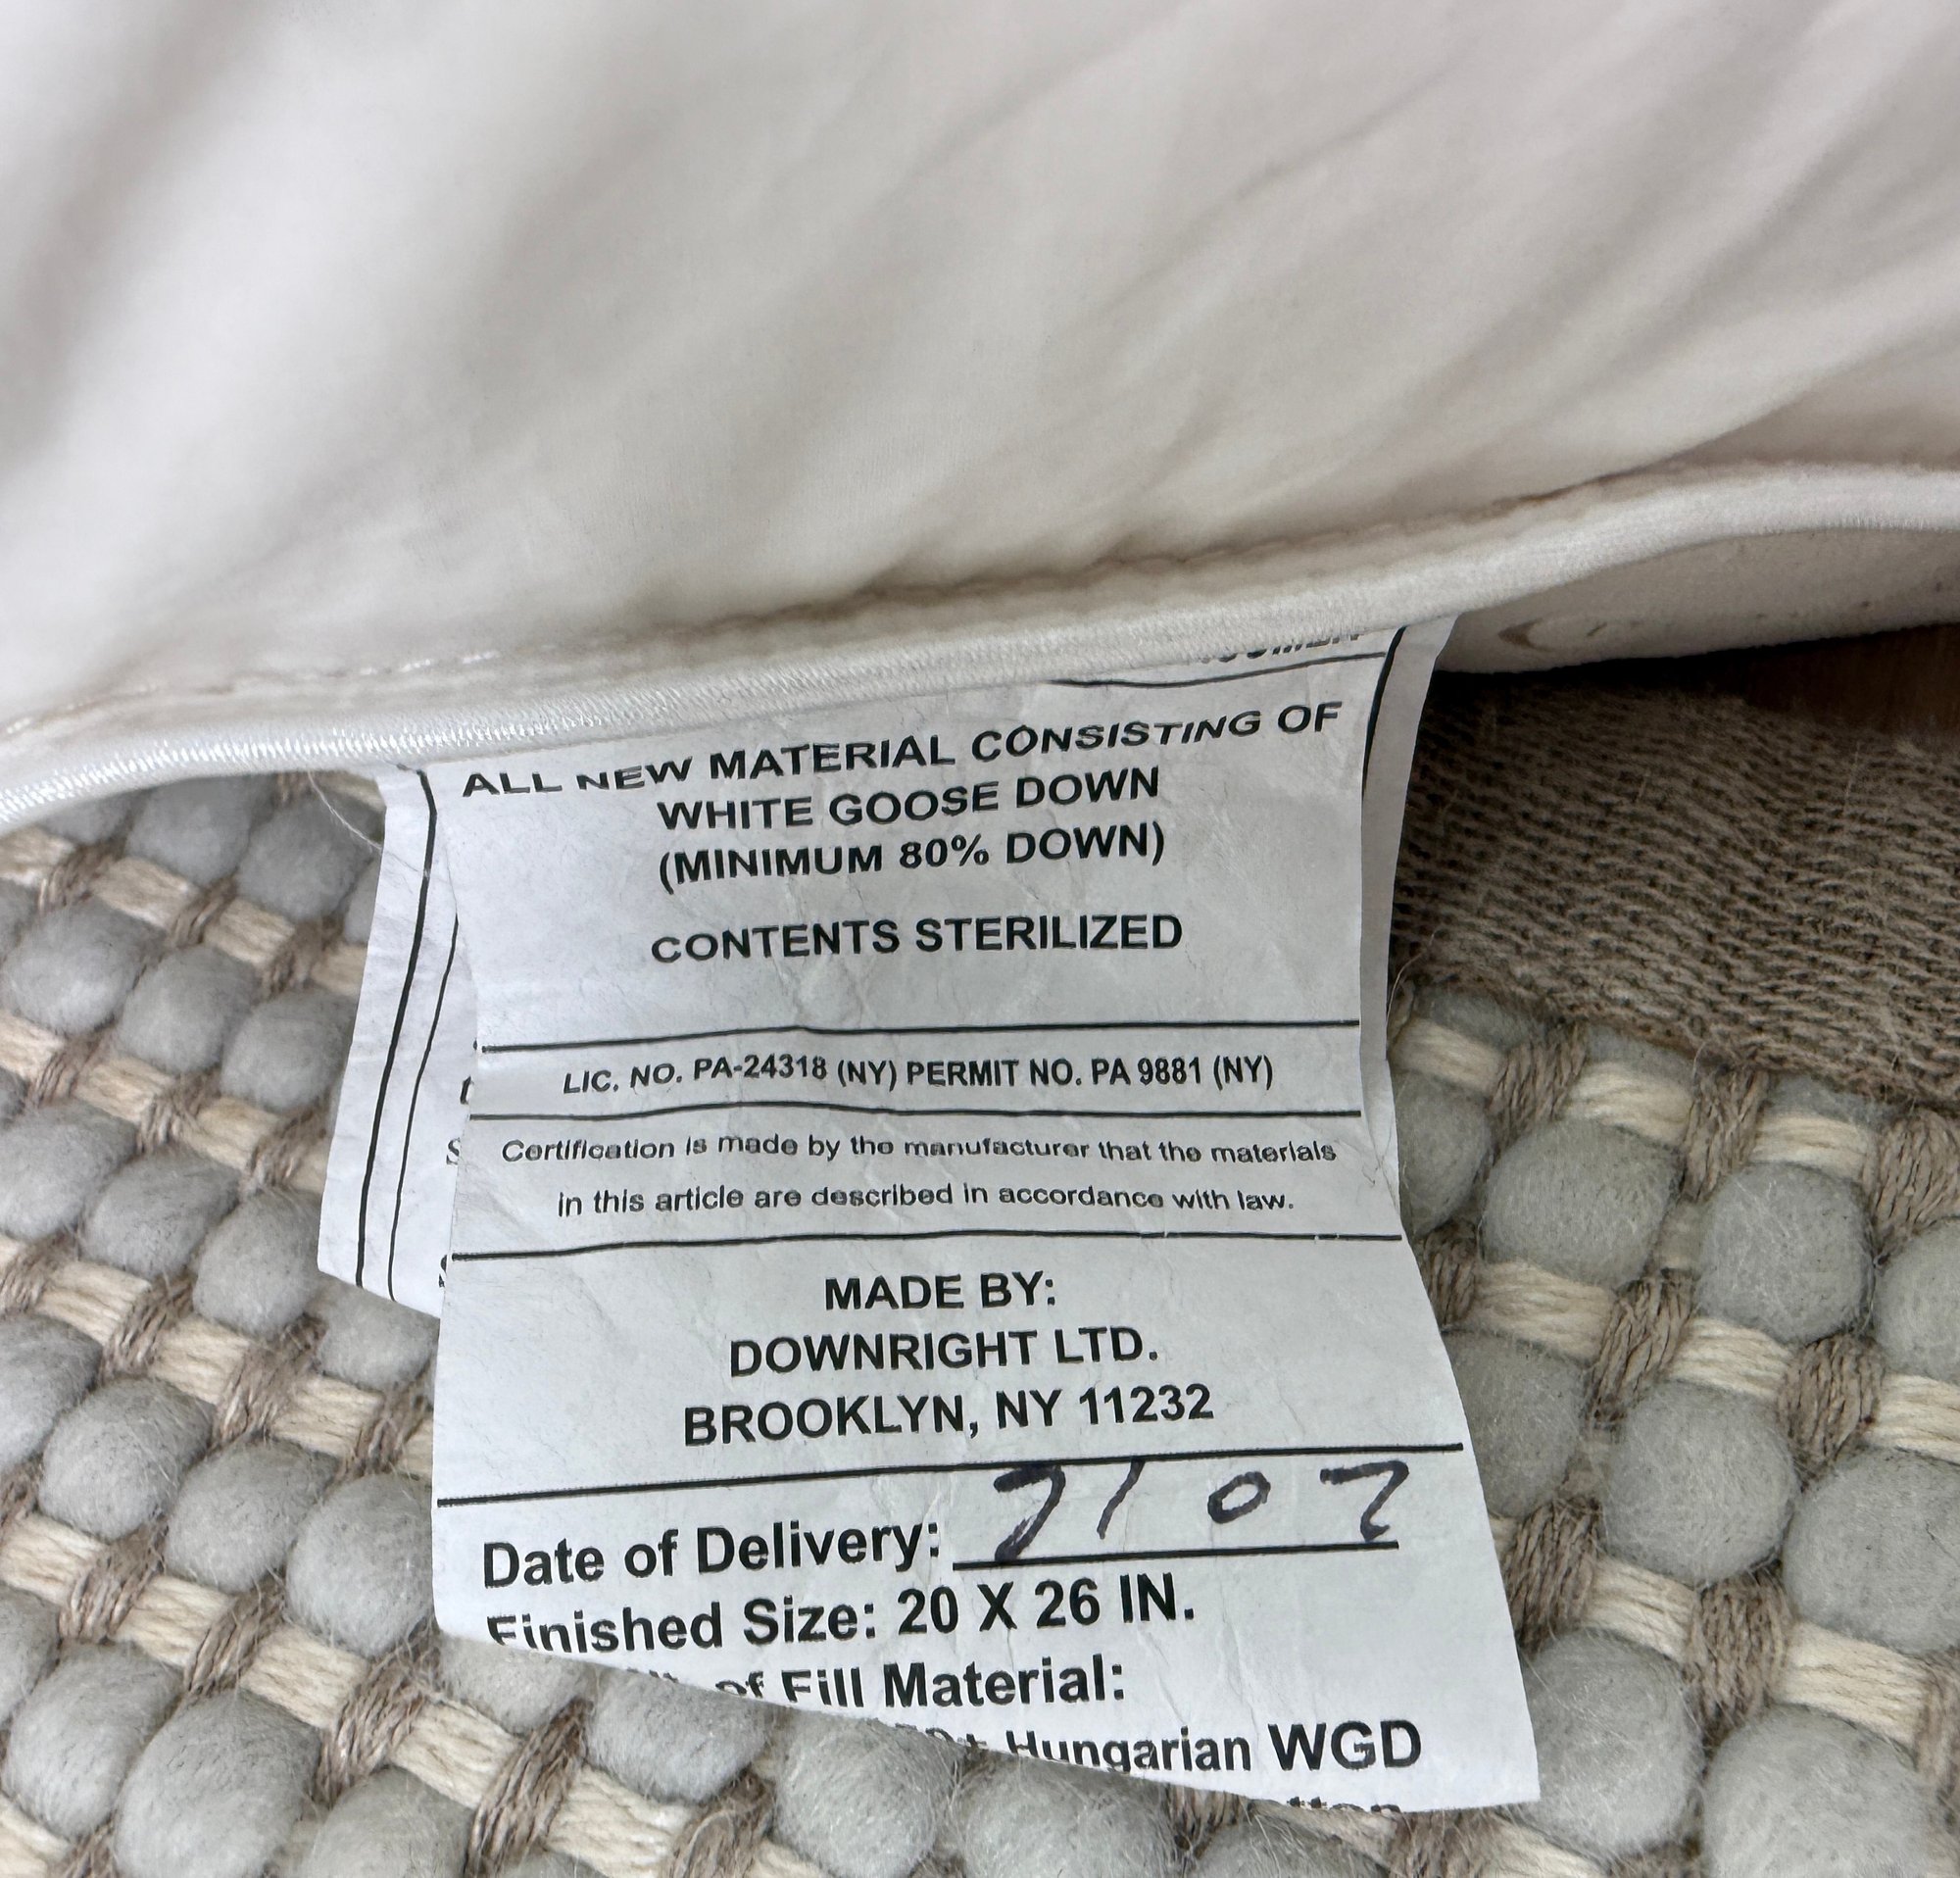 ALL NEW MATERIAL CONSISTING OF
WHITE GOOSE DOWN
(MINIMUM 80% DOWN)
CONTENTS STERILIZED
LIC. NO. PA-24318 (NY) PERMIT NO. PA 9881 (NY)
Certification is made by the manufacturer that the materials
in this article are described in accordance with law.
MADE BY:
DOWNRIGHT LTD.
BROOKLYN, NY 11232
Date of Delivery: 7/07
Finished Size: 20 X 26 IN.
of Fill Material:
Hungarian WGD